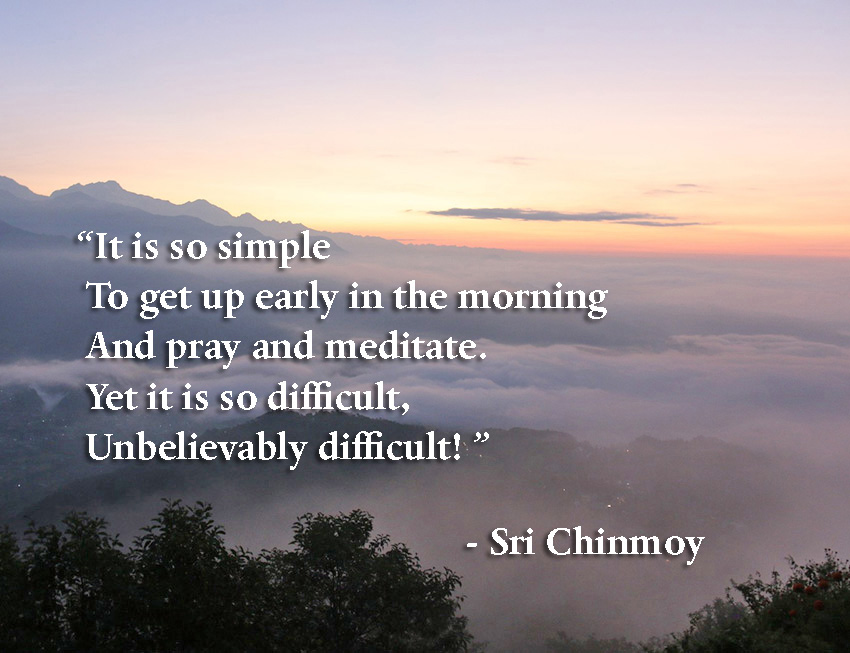 “It is so simple
To get up early in the morning
And pray and meditate.
Yet it is so difficult,
Unbelievably difficult! ”
- Sri Chinmoy